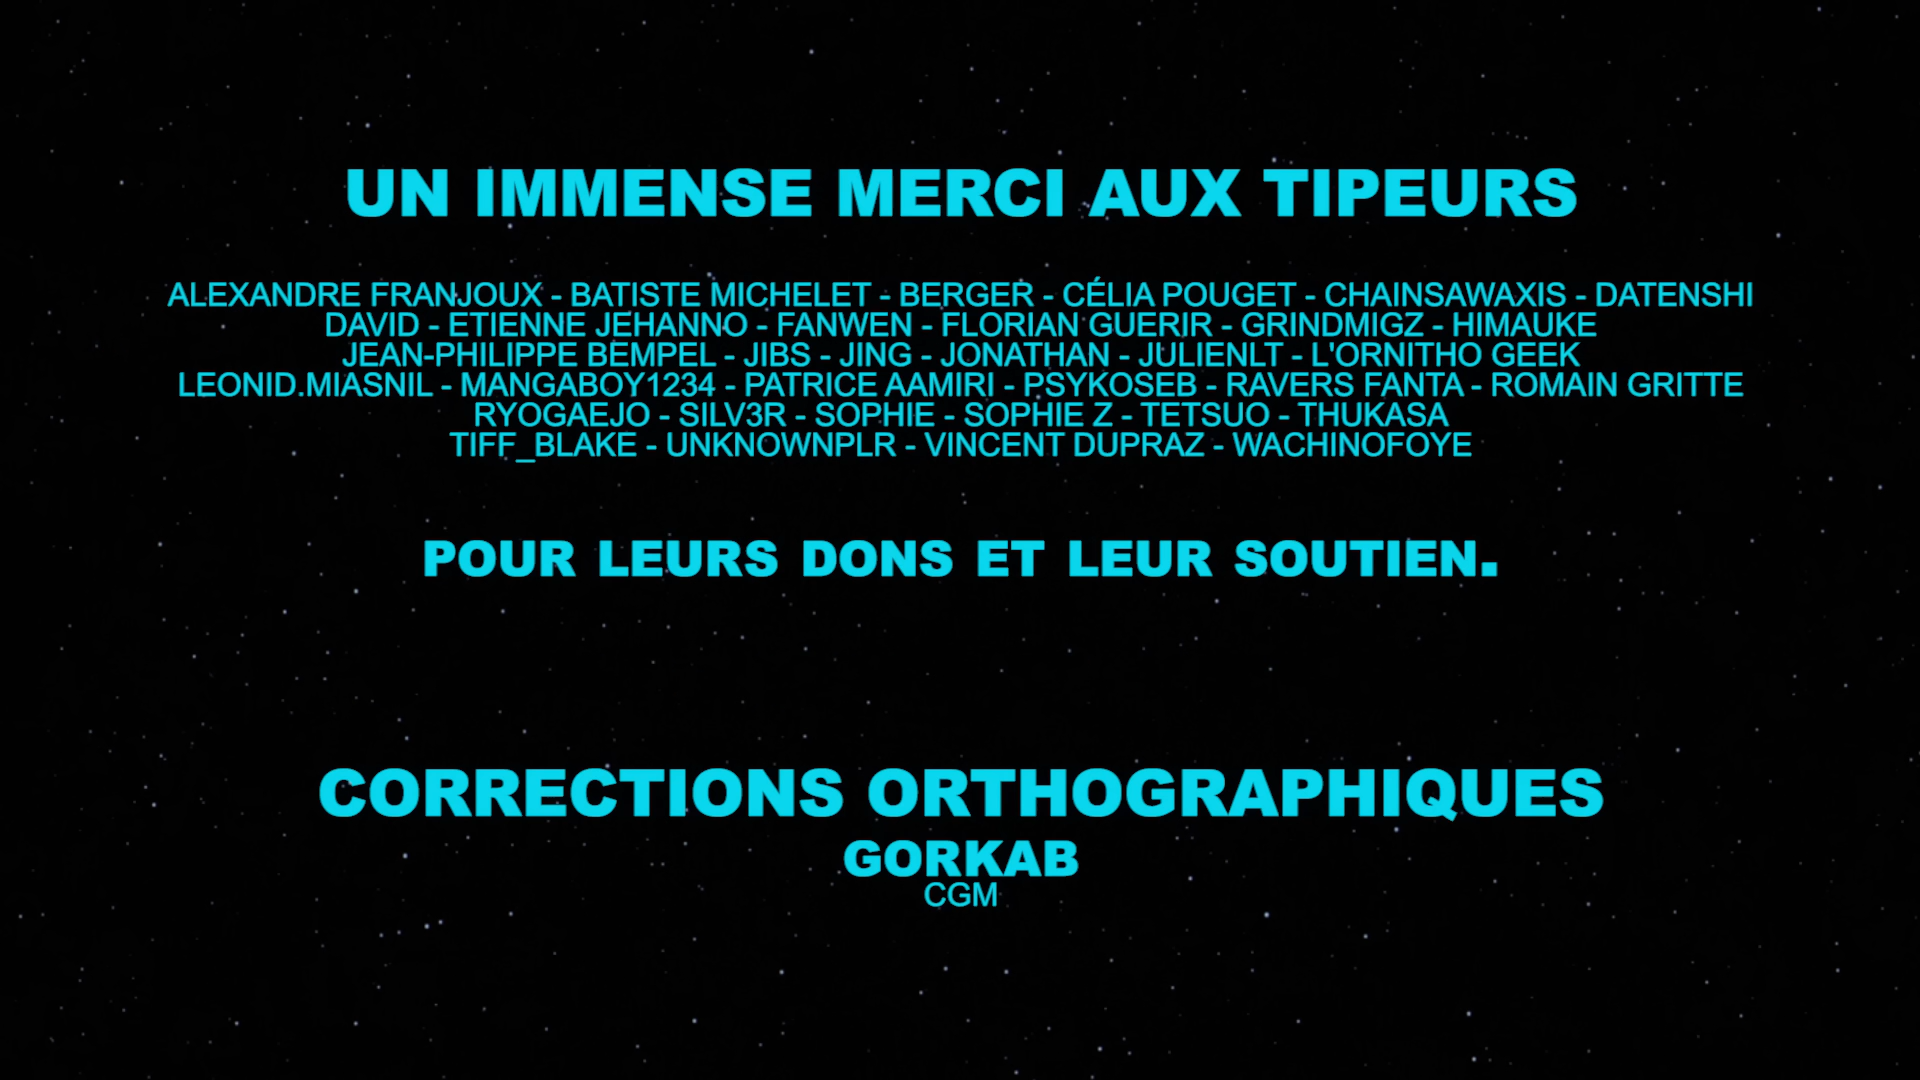 UN IMMENSE MERCI AUX TIPEURS
ALEXANDRE FRANJOUX - BATISTE MICHELET - BERGER - CÉLIA POUGET - CHAINSAWAXIS - DATENSHI
DAVID - ETIENNE JEHANNO - FANWEN - FLORIAN GUERIR - GRINDMIGZ - HIMAUKE
JEAN-PHILIPPE BEMPEL - JIBS - JING - JONATHAN - JULIENLT - L'ORNITHO GEEK
LEONID.MIASNIL - MANGABOY1234 - PATRICE AAMIRI - PSYKOSEB - RAVERS FANTA - ROMAIN GRITTE
RYOGAEJO - SILV3R - SOPHIE - SOPHIE Z - TETSUO - THUKASA
TIFF_BLAKE - UNKNOWNPLR - VINCENT DUPRAZ - WACHINOFOYE
POUR LEURS DONS ET LEUR SOUTIEN.
CORRECTIONS ORTHOGRAPHIQUES
GORKAB
CGM